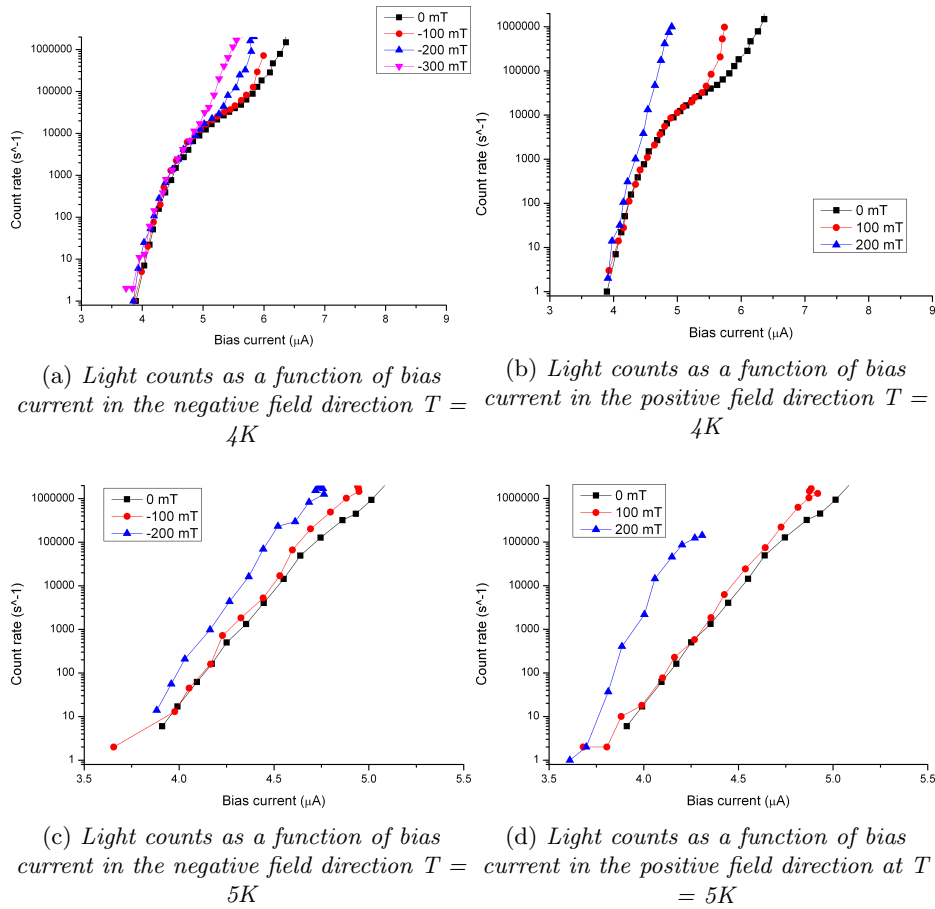 0 mT
-100 mT
-200 mT
-300 mT
1000000
100000
10000
1000
100
10
1
Count rate (s^-1)
3 4 5 6 7 8 9
Bias current (μA)
(a) Light counts as a function of bias
current in the negative field direction T =
4K
1000000
100000
10000
1000
100
10
1
Count rate (s^-1)
0 mT
100 mT
200 mT
3 4 5 6 7 8 9
Bias current (μA)
(b) Light counts as a function of bias
current in the positive field direction T =
4K
0 mT
-100 mT
-200 mT
1000000
100000
10000
1000
100
10
1
Count rate (s^-1)
3.5 4.0 4.5 5.0 5.5
Bias current (μA)
(c) Light counts as a function of bias
current in the negative field direction T =
5K
0 mT
100 mT
200 mT
1000000
100000
10000
1000
100
10
1
Count rate (s^-1)
3.5 4.0 4.5 5.0 5.5
Bias current (μA)
(d) Light counts as a function of bias
current in the positive field direction at T
= 5K